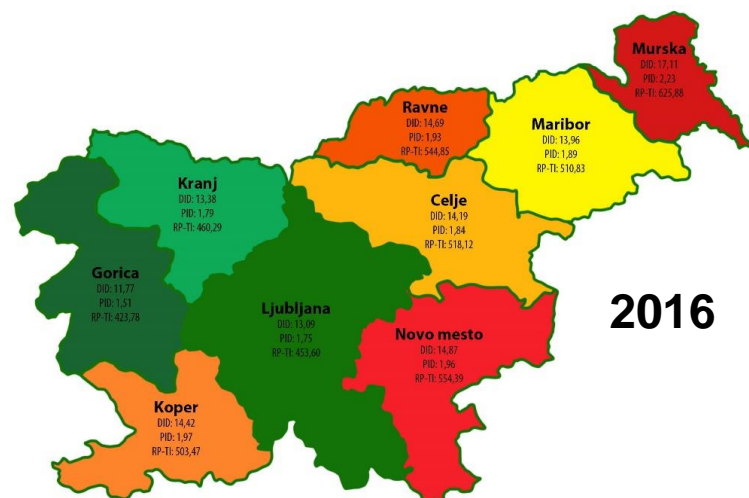 Murska
DID: 17,11
PID: 2,23
RP-TI: 625,88
Ravne
DID: 14,69
PID: 1,93
RP-TI: 544,85
Maribor
DID: 13,96
PID: 1,89
RP-TI: 510,83
Kranj
DID: 13,38
PID: 1,79
RP-TI: 460,29
Celje
DID: 14,19
PID: 1,84
RP-TI: 518,12
Gorica
DID: 11,77
PID: 1,51
RP-TI: 423,78
Ljubljana
DID: 13,09
PID: 1,75
RP-TI: 453,60
2016
Novo mesto
DID: 14,87
PID: 1,96
RP-TI: 554,39
Koper
DID: 14,42
PID: 1,97
RP-TI: 503,47